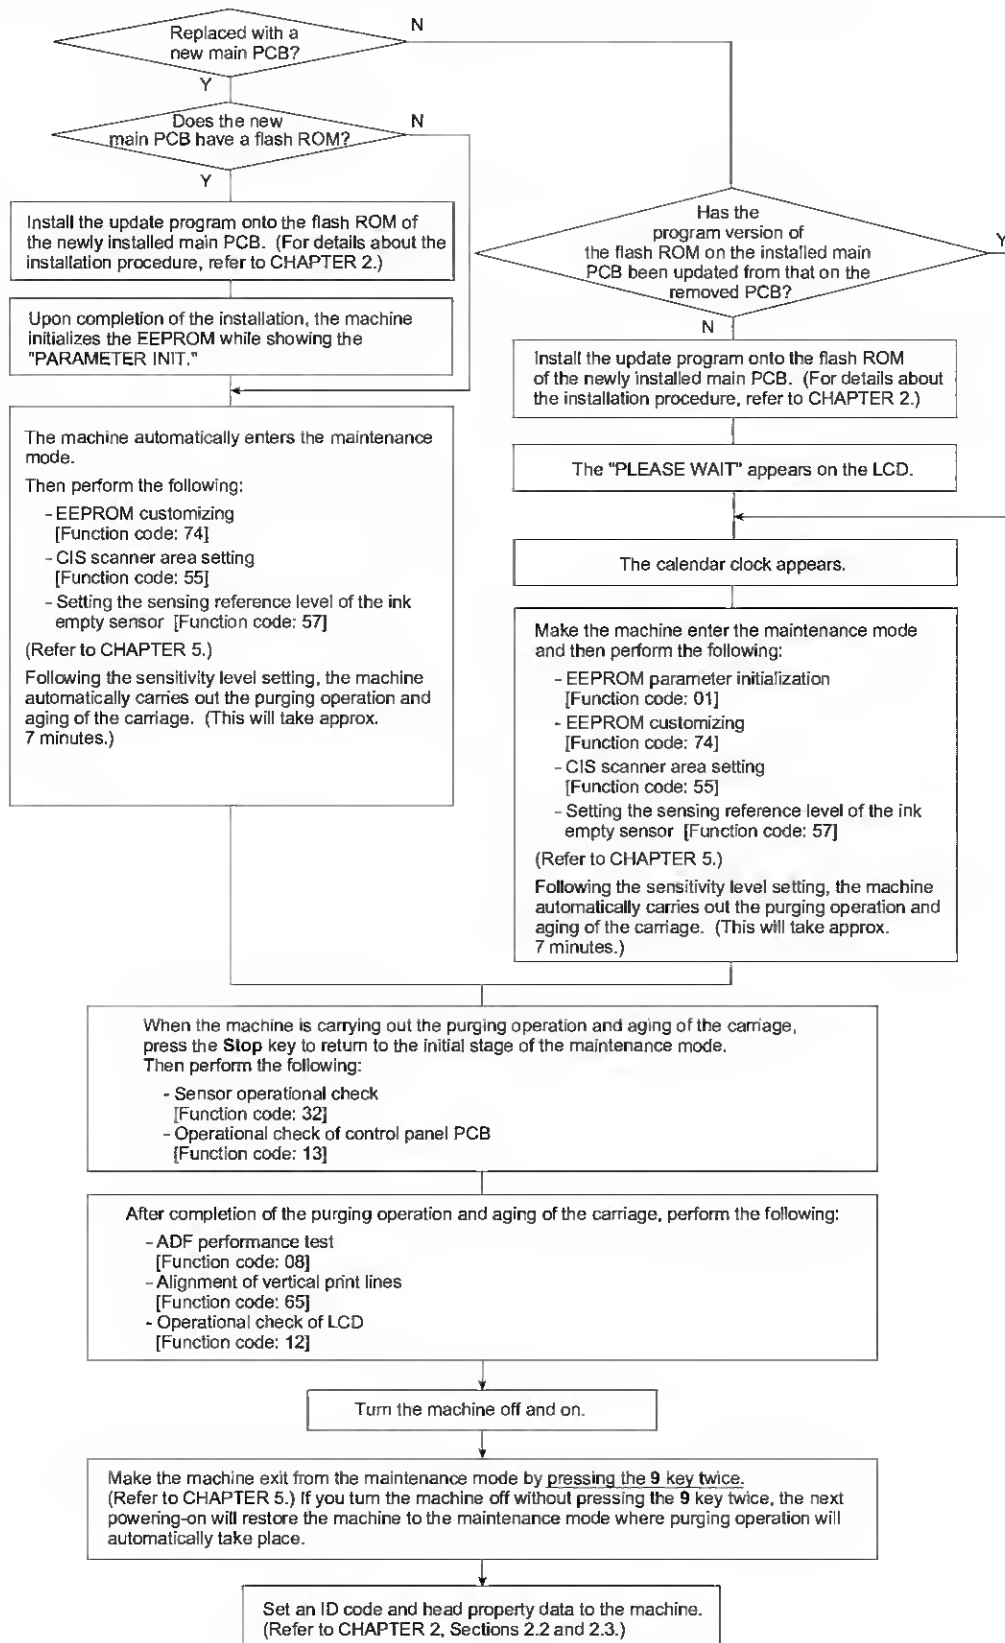 Replaced with a
new main PCB?
N
Y
Does the new
main PCB have a flash ROM?
N
Y
Install the update program onto the flash ROM of
the newly installed main PCB. (For details about the
installation procedure, refer to CHAPTER 2.)
Upon completion of the installation, the machine
initializes the EEPROM while showing the
"PARAMETER INIT."
The machine automatically enters the maintenance
mode.
Then perform the following:
- EEPROM customizing
[Function code: 74]
- CIS scanner area setting
[Function code: 55]
- Setting the sensing reference level of the ink
empty sensor [Function code: 57]
(Refer to CHAPTER 5.)
Following the sensitivity level setting, the machine
automatically carries out the purging operation and
aging of the carriage. (This will take approx.
7 minutes.)
Has the
program version of
the flash ROM on the installed main
PCB been updated from that on the
removed PCB?
Y
N
Install the update program onto the flash ROM
of the newly installed main PCB. (For details about
the installation procedure, refer to CHAPTER 2.)
The "PLEASE WAIT" appears on the LCD.
The calendar clock appears.
Make the machine enter the maintenance mode
and then perform the following:
- EEPROM parameter initialization
[Function code: 01]
- EEPROM customizing
[Function code: 74]
- CIS scanner area setting
[Function code: 55]
- Setting the sensing reference level of the ink
empty sensor [Function code: 57]
(Refer to CHAPTER 5.)
Following the sensitivity level setting, the machine
automatically carries out the purging operation and
aging of the carriage. (This will take approx.
7 minutes.)
When the machine is carrying out the purging operation and aging of the carriage,
press the Stop key to return to the initial stage of the maintenance mode.
Then perform the following:
- Sensor operational check
[Function code: 32]
- Operational check of control panel PCB
[Function code: 13]
After completion of the purging operation and aging of the carriage, perform the following:
- ADF performance test
[Function code: 08]
- Alignment of vertical print lines
[Function code: 65]
- Operational check of LCD
[Function code: 12]
Turn the machine off and on.
Make the machine exit from the maintenance mode by pressing the 9 key twice.
(Refer to CHAPTER 5.) If you turn the machine off without pressing the 9 key twice, the next
powering-on will restore the machine to the maintenance mode where purging operation will
automatically take place.
Set an ID code and head property data to the machine.
(Refer to CHAPTER 2, Sections 2.2 and 2.3.)